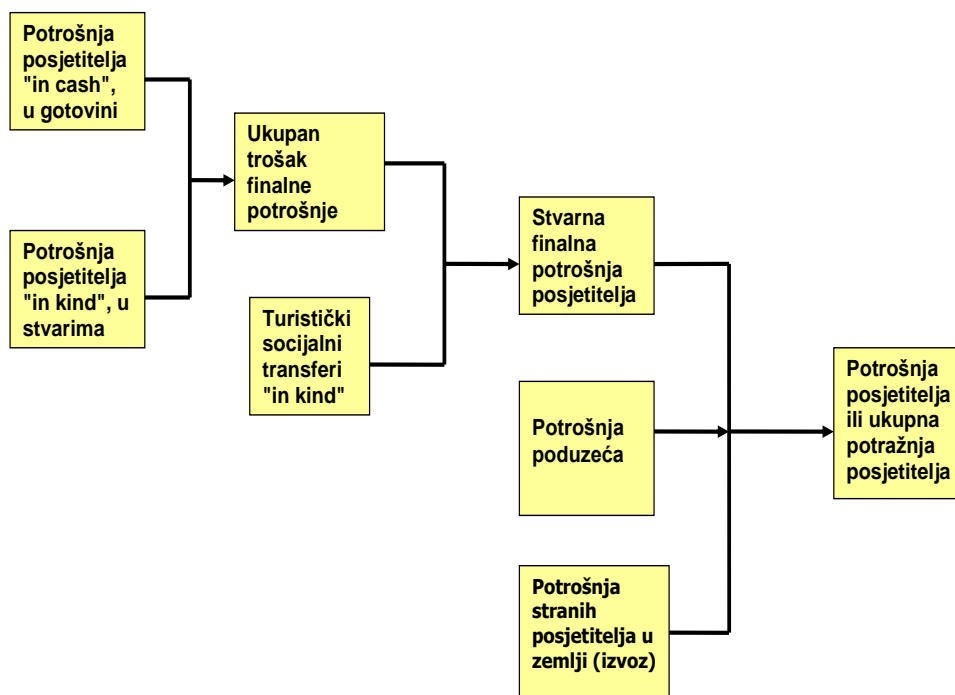 Potrošnja
posjetitelja
"in cash",
u gotovini
Ukupan
trošak
finalne
potrošnje
Potrošnja
posjetitelja
"in kind", u
stvarima
Turistički
socijalni
transferi
"in kind"
Stvarna
finalna
potrošnja
posjetitelja
Potrošnja
poduzeća
Potrošnja
stranih
posjetitelja u
zemlji (izvoz)
Potrošnja
posjetitelja
ili ukupna
potražnja
posjetitelja